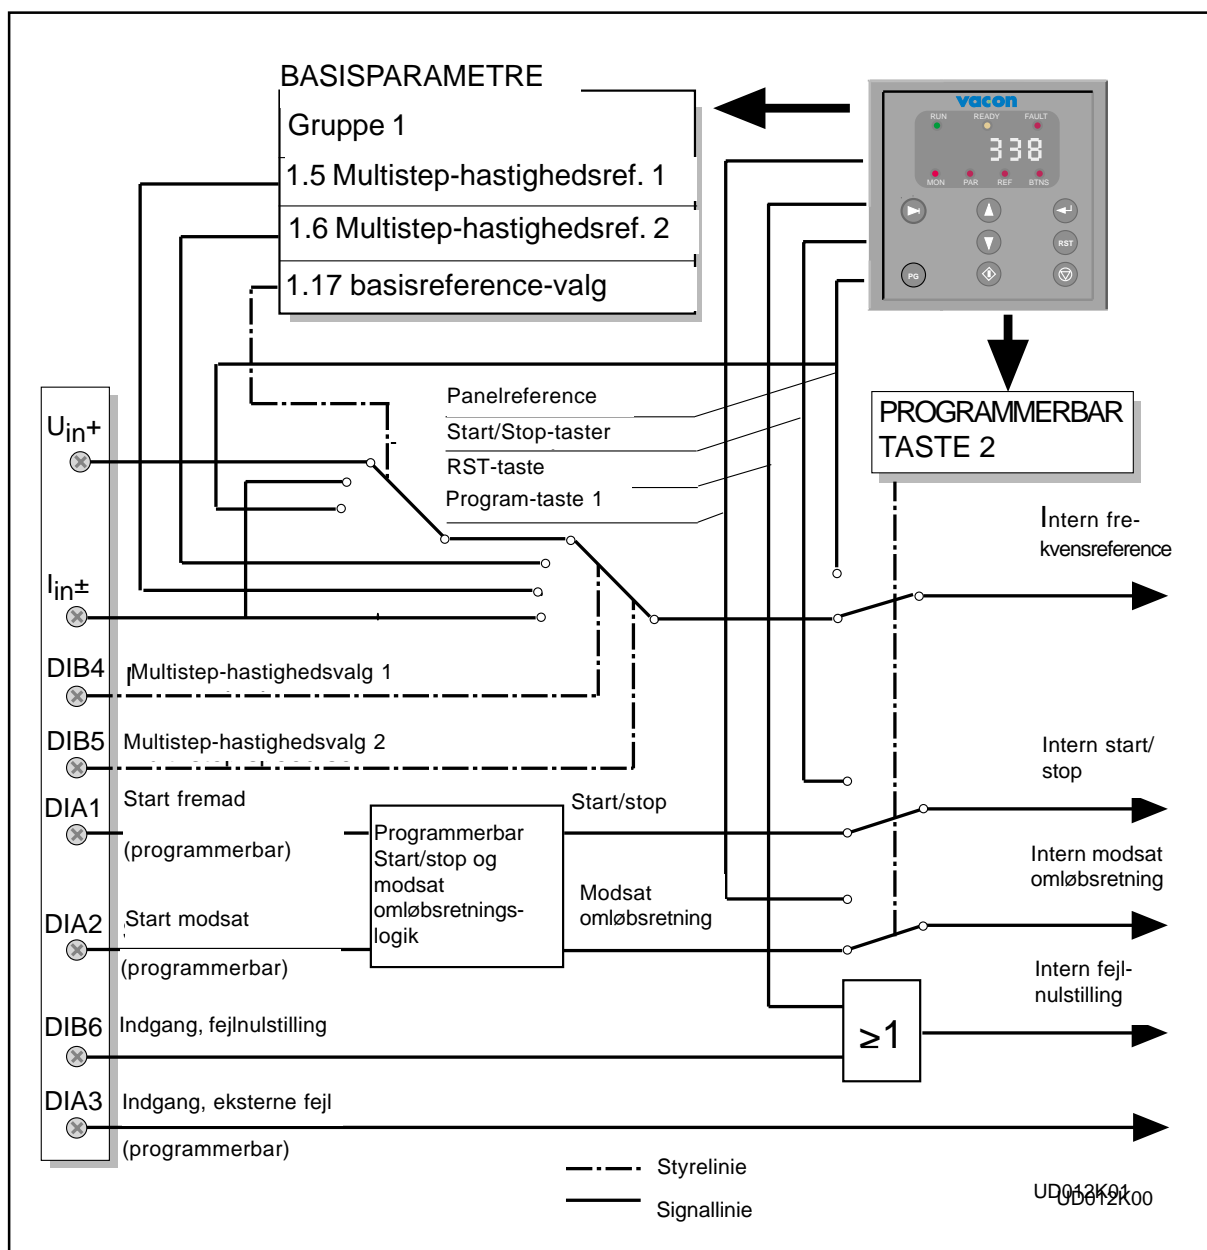 BASISPARAMETRE
Gruppe 1
1.5 Multistep-hastighedsref. 1
1.6 Multistep-hastighedsref. 2
1.17 basisreference-valg
vacon
RUN READY FAULT
338
MON PAR REF BTNS
RST
PG
PROGRAMMERBAR
TASTE 2
Panelreference
Start/Stop-taster
RST-taste
Program-taste 1
Uin+
Iin±
DIB4
Multistep-hastighedsvalg 1
DIB5
Multistep-hastighedsvalg 2
DIA1
Start fremad
(programmerbar)
DIA2
Start modsat
(programmerbar)
DIB6
Indgang, fejlnulstilling
DIA3
Indgang, eksterne fejl
(programmerbar)
Programmerbar
Start/stop og
modsat
omløbsretnings-
logik
Start/stop
Modsat
omløbsretning
≥1
Intern fre-
kvensreference
Intern start/
stop
Intern modsat
omløbsretning
Intern fejl-
nulstilling
Styrelinie
Signallinie
UD012K01
UD012K00